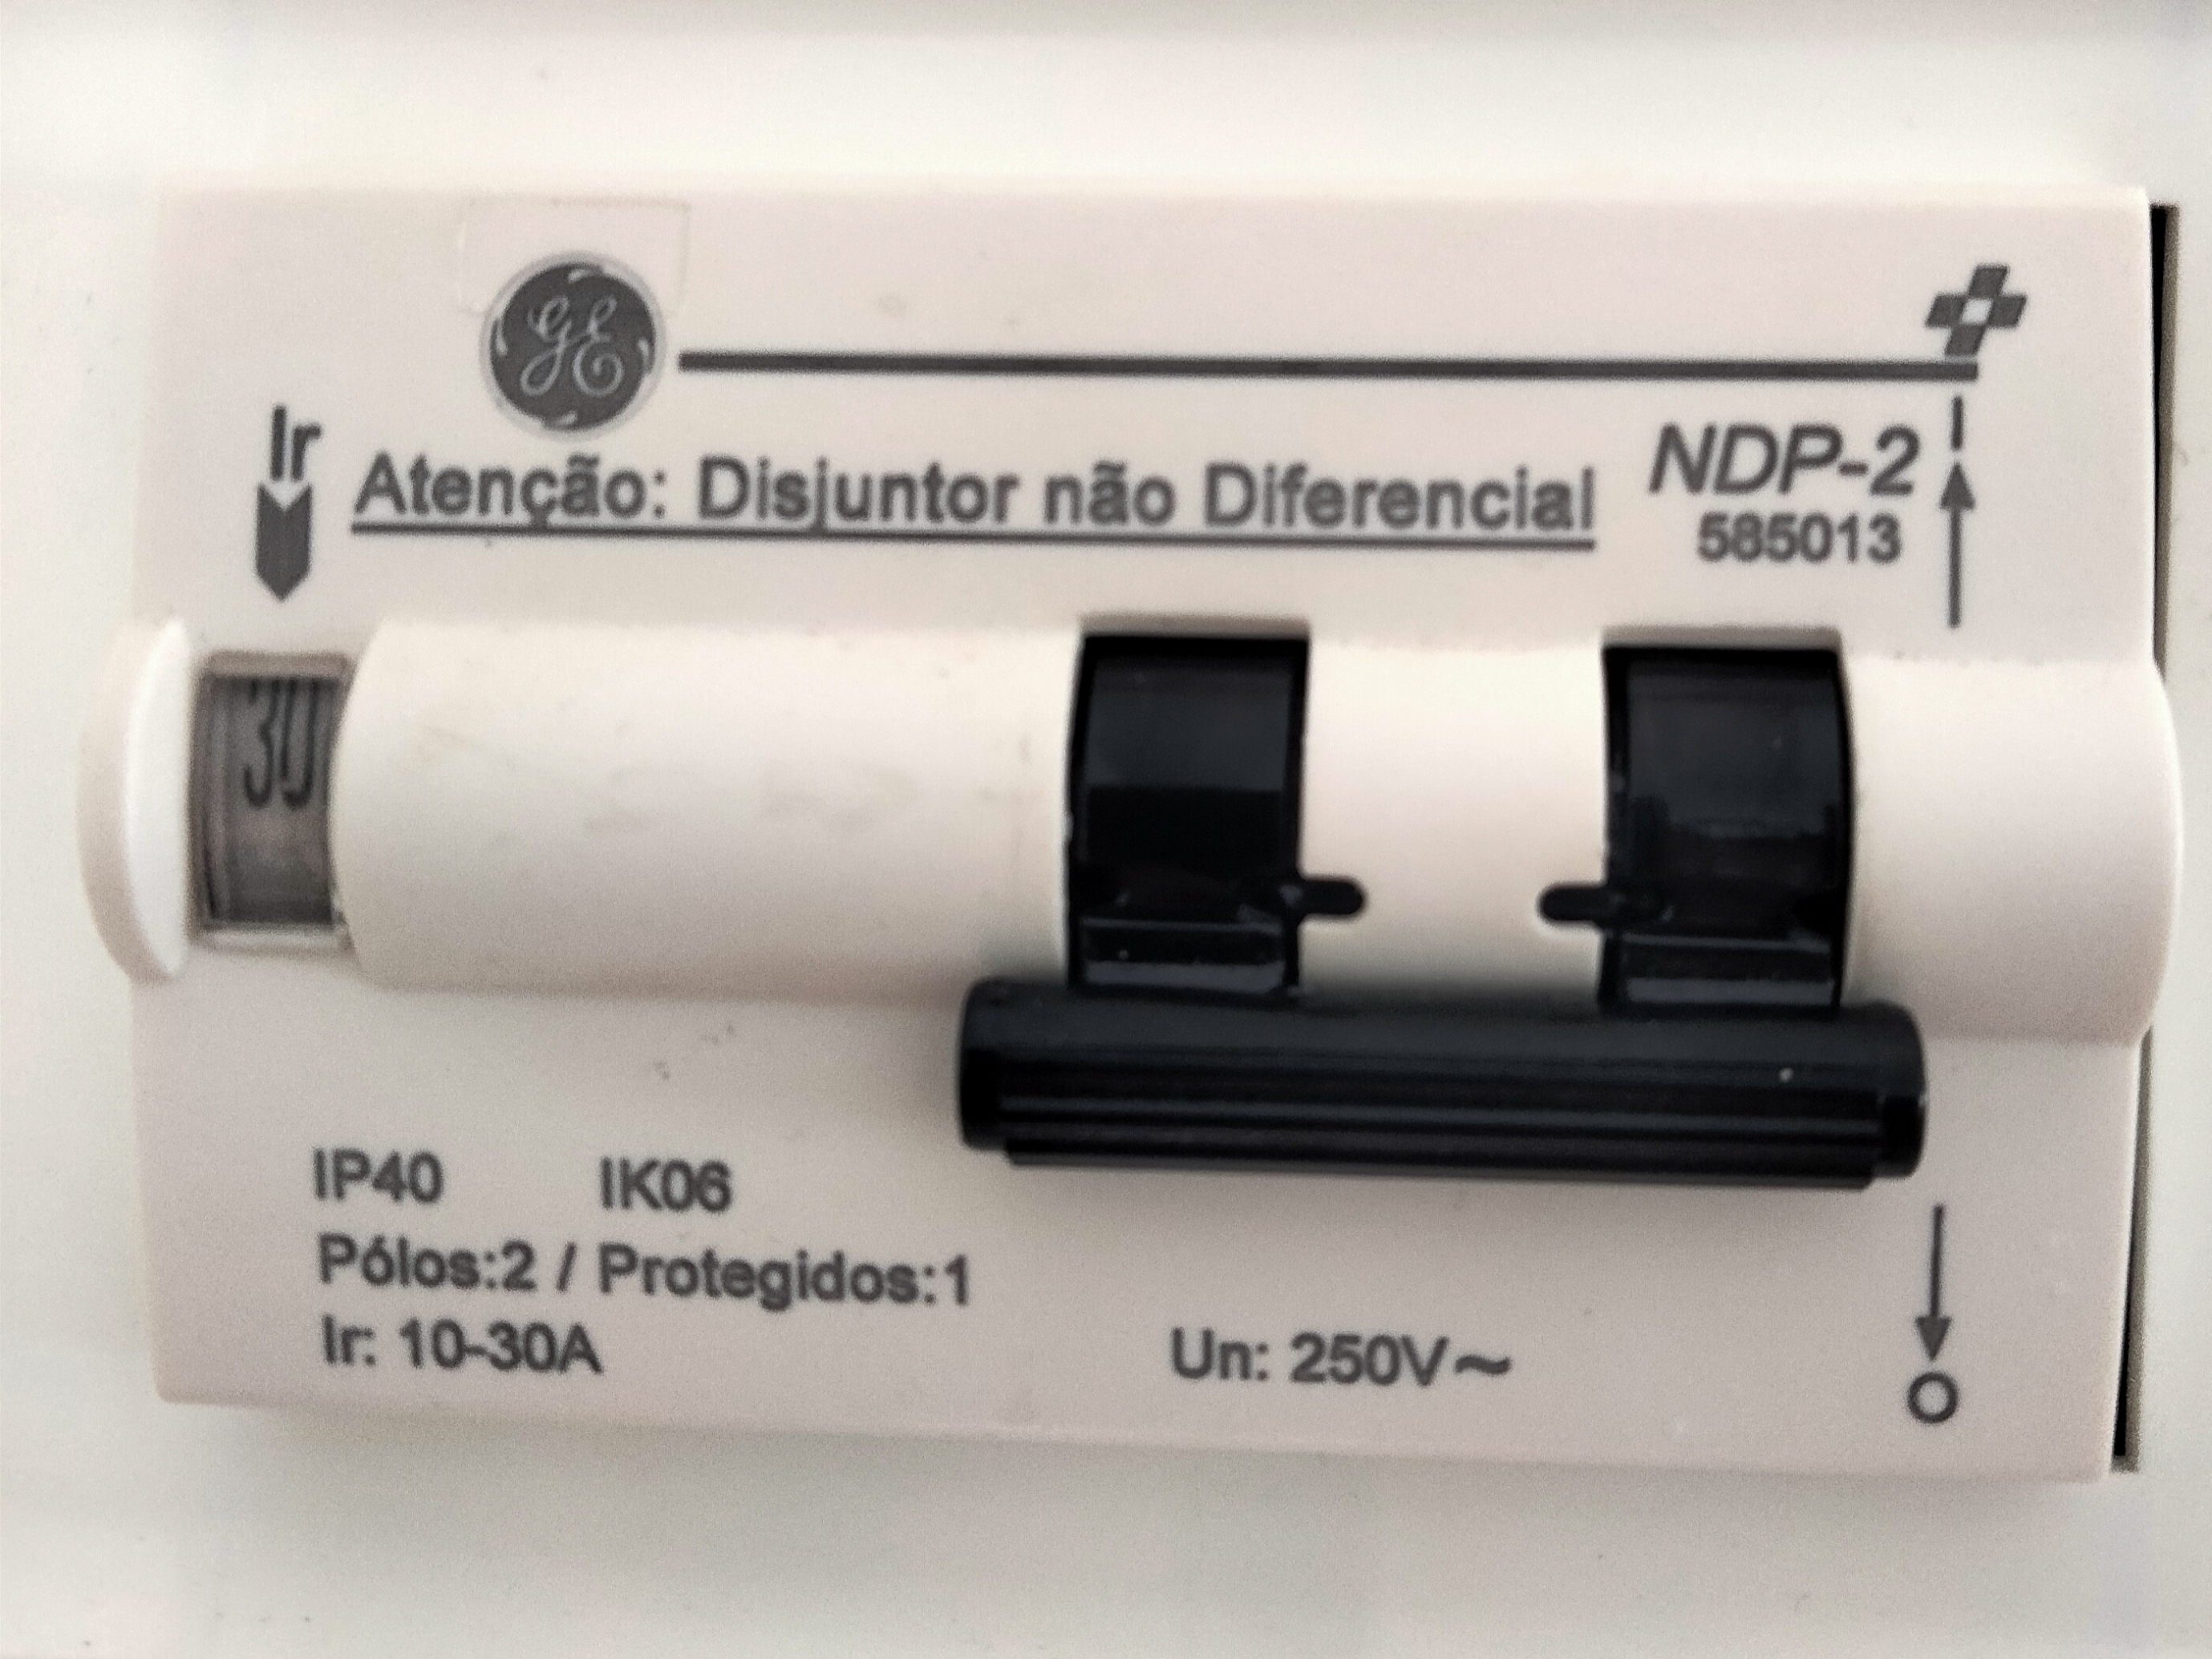 GE
Ir
Atenção: Disjuntor não Diferencial
NDP-2
585013
I
30
IP40 IK06
Pólos:2 / Protegidos:1
Ir: 10-30A
Un: 250V~
O